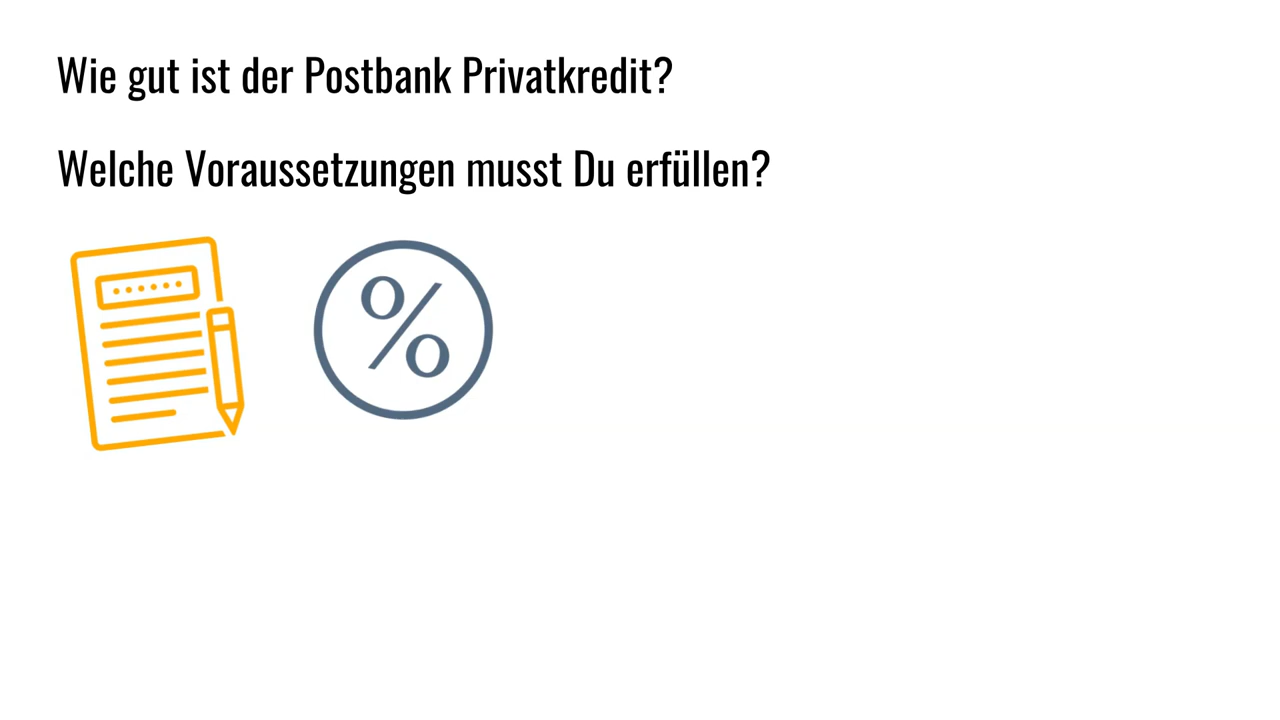 Wie gut ist der Postbank Privatkredit?
Welche Voraussetzungen musst Du erfüllen?
%